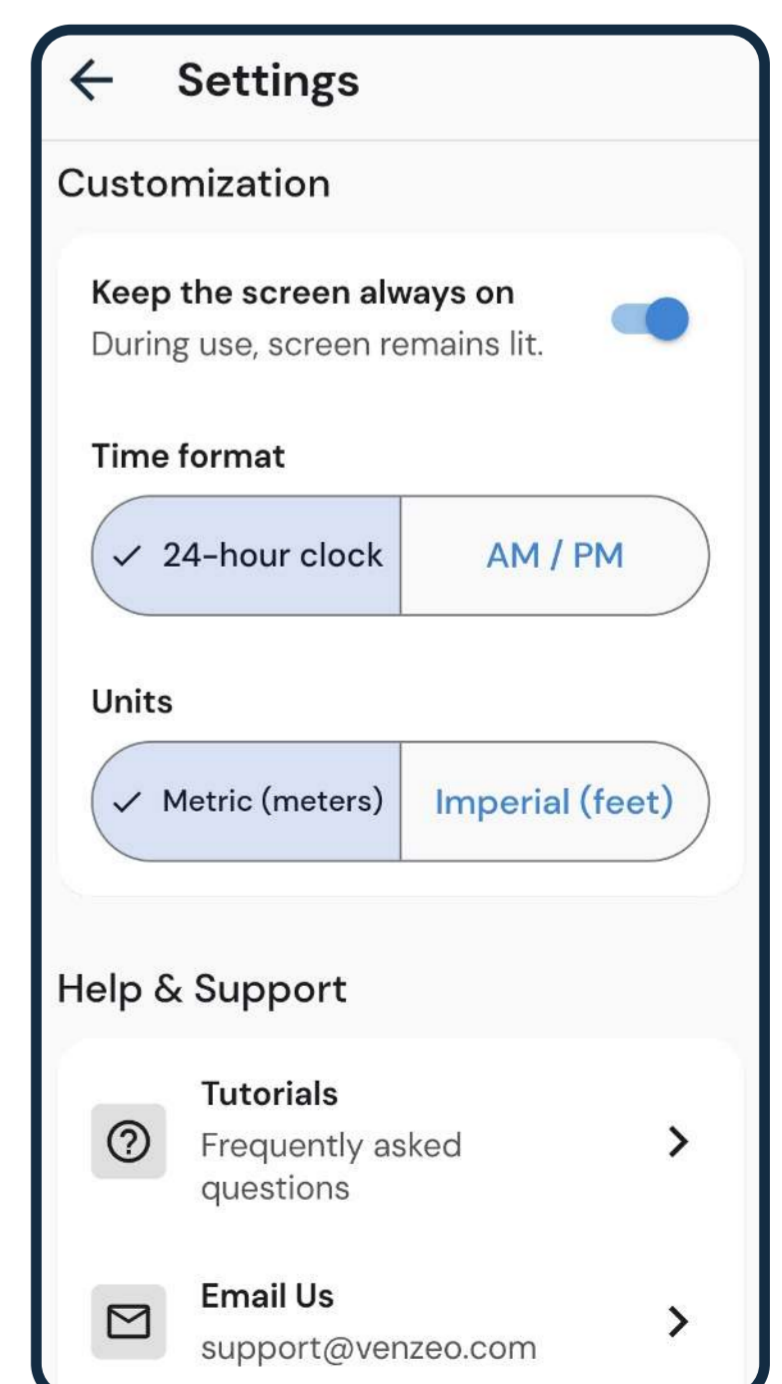 Settings
Customization
Keep the screen always on
During use, screen remains lit.
Time format
24-hour clock
AM / PM
Units
Metric (meters)
Imperial (feet)
Help & Support
Tutorials
Frequently asked
questions
Email Us
support@venzeo.com